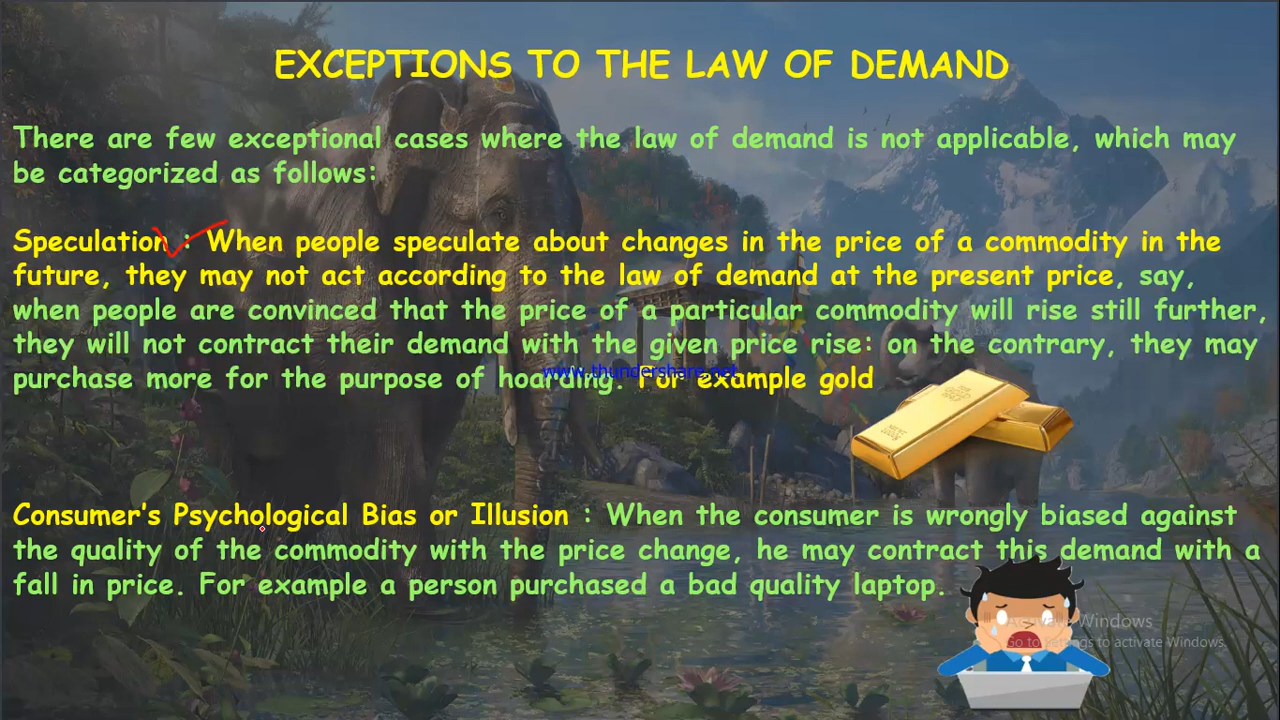 EXCEPTIONS TO THE LAW OF DEMAND
There are few exceptional cases where the law of demand is not applicable, which may
be categorized as follows:
Speculation : When people speculate about changes in the price of a commodity in the
future, they may not act according to the law of demand at the present price, say,
when people are convinced that the price of a particular commodity will rise still further,
they will not contract their demand with the given price rise: on the contrary, they may
purchase more for the purpose of hoarding. For example gold
www.thundershare.net
Consumer's Psychological Bias or Illusion : When the consumer is wrongly biased against
the quality of the commodity with the price change, he may contract this demand with a
fall in price. For example a person purchased a bad quality laptop.
Activate Windows
Go to Settings to activate Windows.